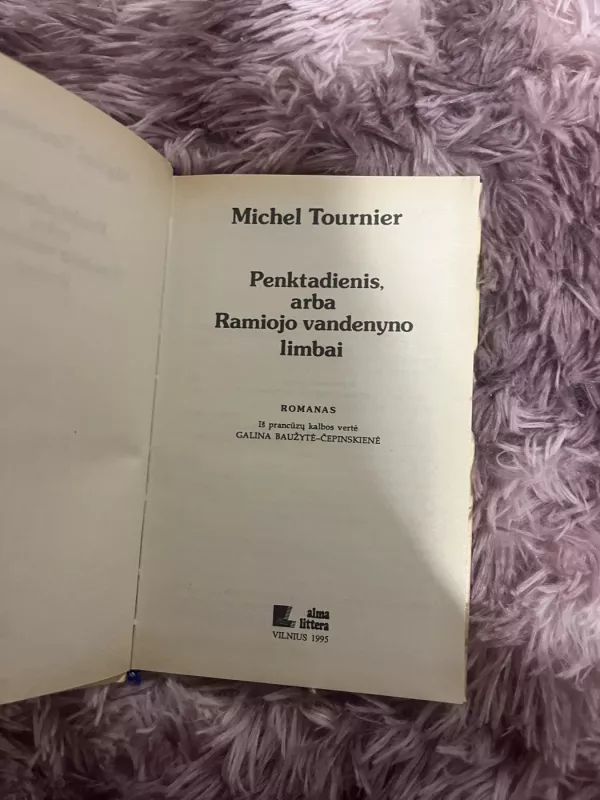 Michel Tournier
Penktadienis,
arba
Ramiojo vandenyno
limbai
ROMANAS
Iš prancūzų kalbos vertė
GALINA BAUŽYTĖ–ČEPINSKIENĖ
alma
littera
VILNIUS 1995